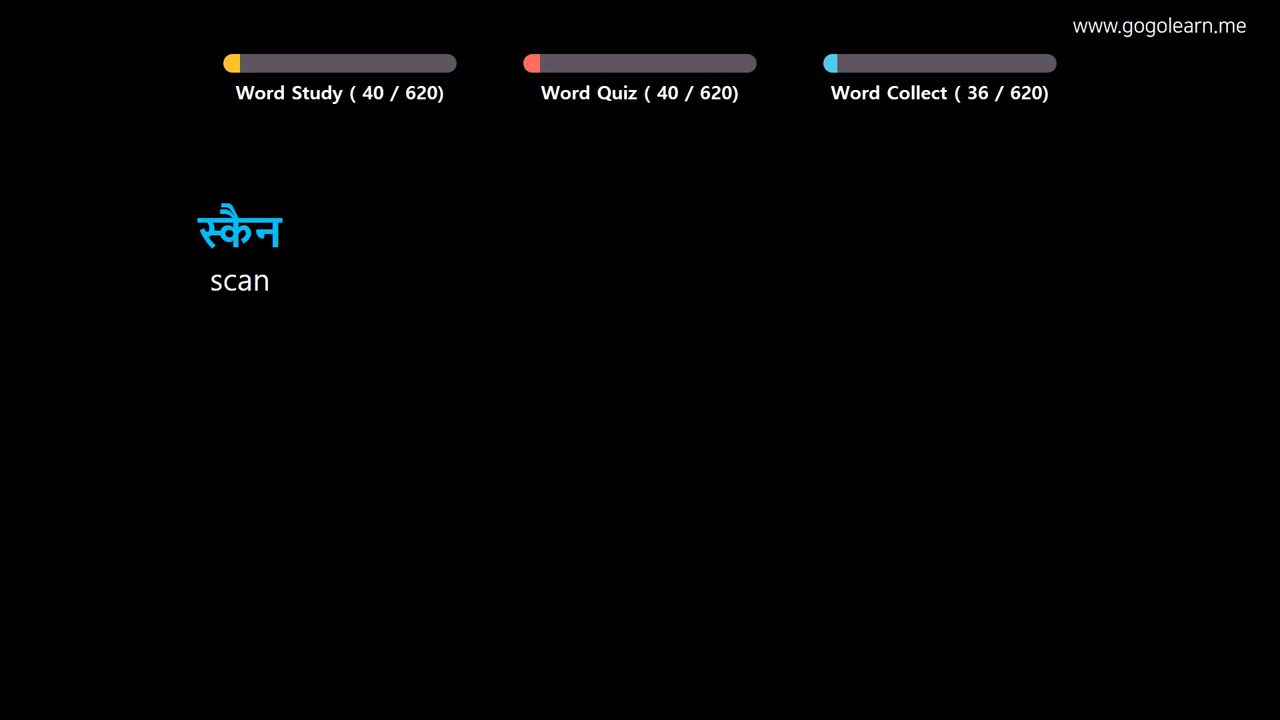 www.gogolearn.me
Word Study ( 40 / 620)
Word Quiz ( 40 / 620)
Word Collect ( 36 / 620)
स्कैन
scan